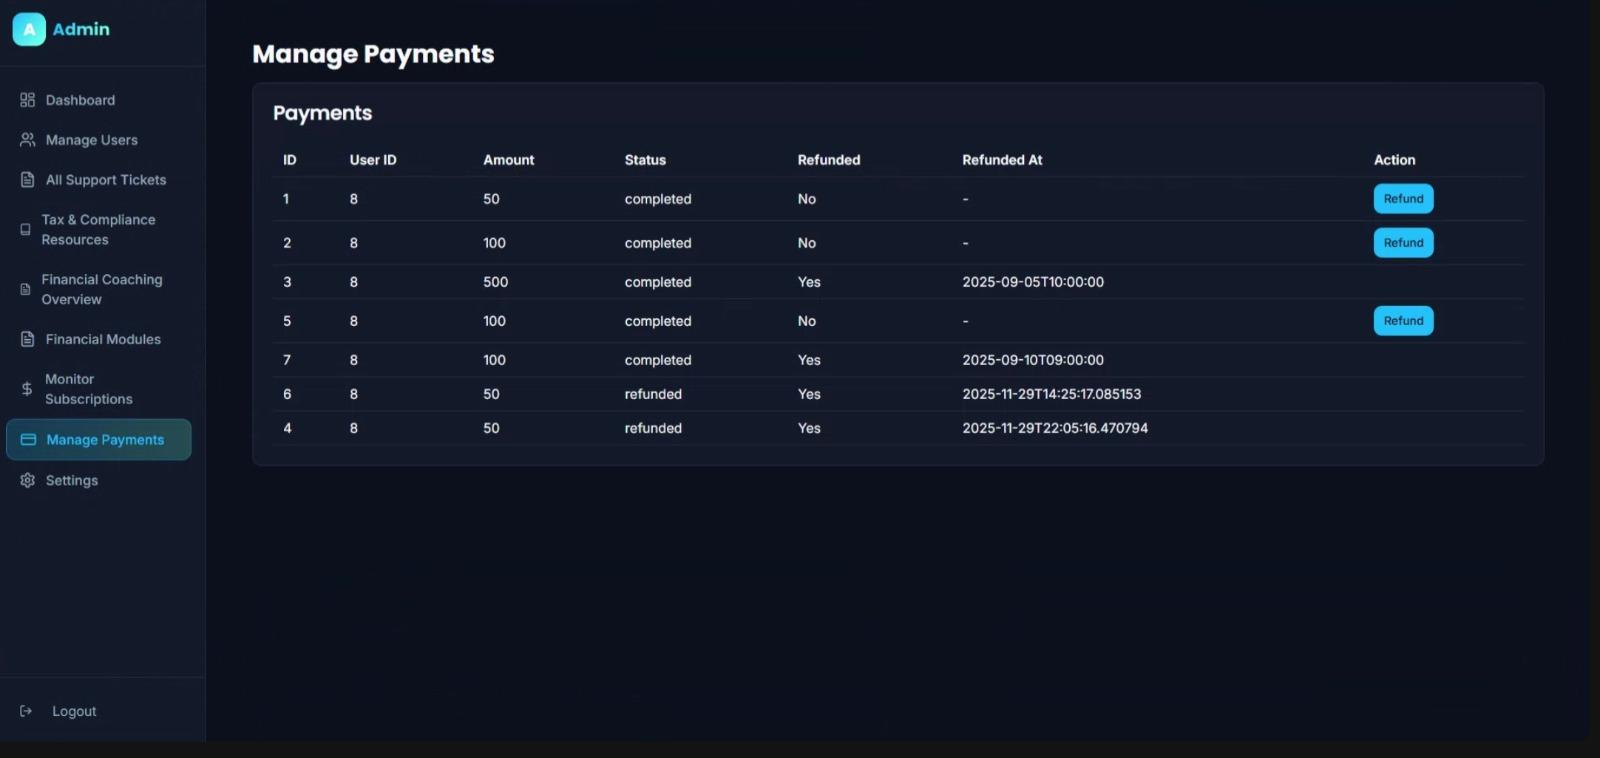 A Admin
Dashboard
Manage Users
All Support Tickets
Tax & Compliance
Resources
Financial Coaching
Overview
Financial Modules
Monitor
Subscriptions
Manage Payments
Settings
Logout
Manage Payments
Payments
ID User ID Amount Status Refunded Refunded At Action
1 8 50 completed No - Refund
2 8 100 completed No - Refund
3 8 500 completed Yes 2025-09-05T10:00:00
5 8 100 completed No - Refund
7 8 100 completed Yes 2025-09-10T09:00:00
6 8 50 refunded Yes 2025-11-29T14:25:17.085153
4 8 50 refunded Yes 2025-11-29T22:05:16.470794